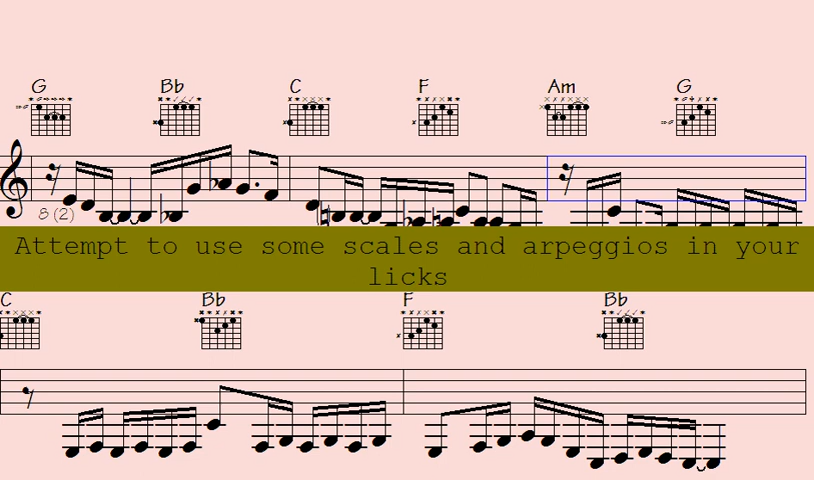 G Bb C F Am G
8 (2)
Attempt to use some scales and arpeggios in your
licks
C Bb F Bb